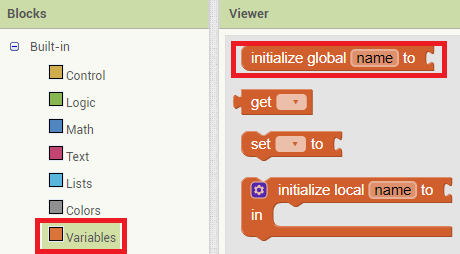 Blocks
Built-in
Control
Logic
Math
Text
Lists
Colors
Variables
Viewer
initialize global name to
get
set to
initialize local name to
in